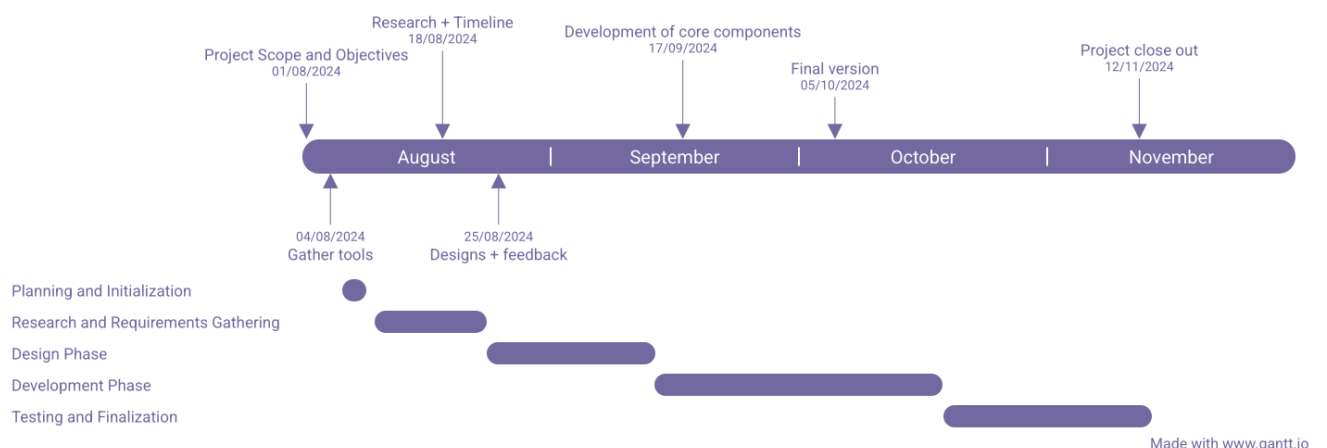 Research + Timeline
18/08/2024
Development of core components
17/09/2024
Project Scope and Objectives
01/08/2024
Project close out
12/11/2024
Final version
05/10/2024
August
September
October
November
04/08/2024
Gather tools
25/08/2024
Designs + feedback
Planning and Initialization
Research and Requirements Gathering
Design Phase
Development Phase
Testing and Finalization
Made with www.gantt.io